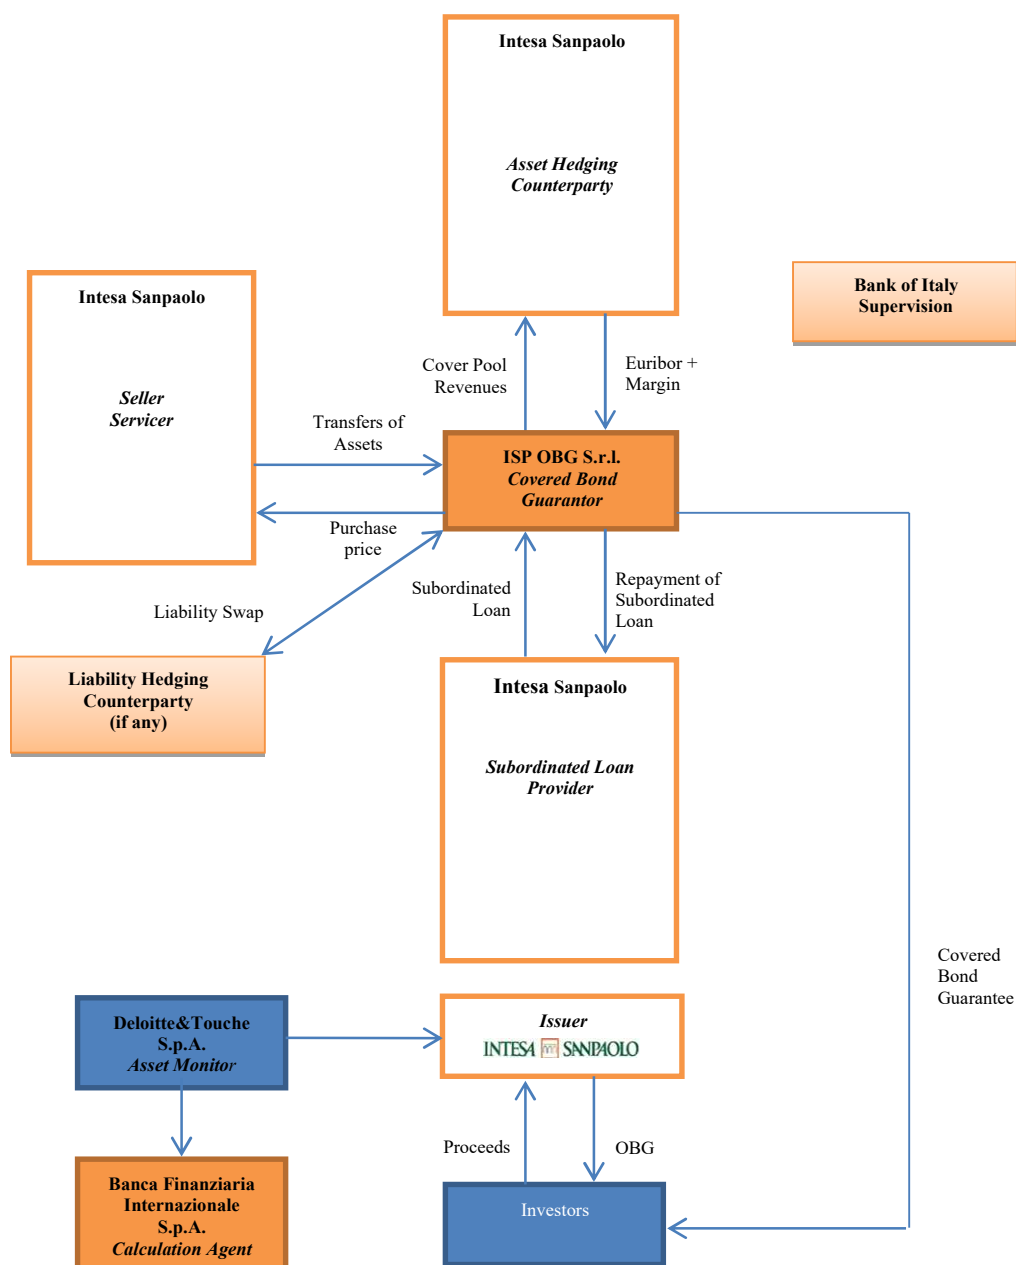 Intesa Sanpaolo
Asset Hedging
Counterparty
Intesa Sanpaolo
Seller
Servicer
Bank of Italy
Supervision
Cover Pool
Revenues
Euribor +
Margin
Transfers of
Assets
ISP OBG S.r.l.
Covered Bond
Guarantor
Purchase
price
Subordinated
Loan
Repayment of
Subordinated
Loan
Liability Swap
Liability Hedging
Counterparty
(if any)
Intesa Sanpaolo
Subordinated Loan
Provider
Covered
Bond
Guarantee
Deloitte&Touche
S.p.A.
Asset Monitor
Issuer
INTESA SANPAOLO
Proceeds
OBG
Banca Finanziaria
Internazionale
S.p.A.
Calculation Agent
Investors